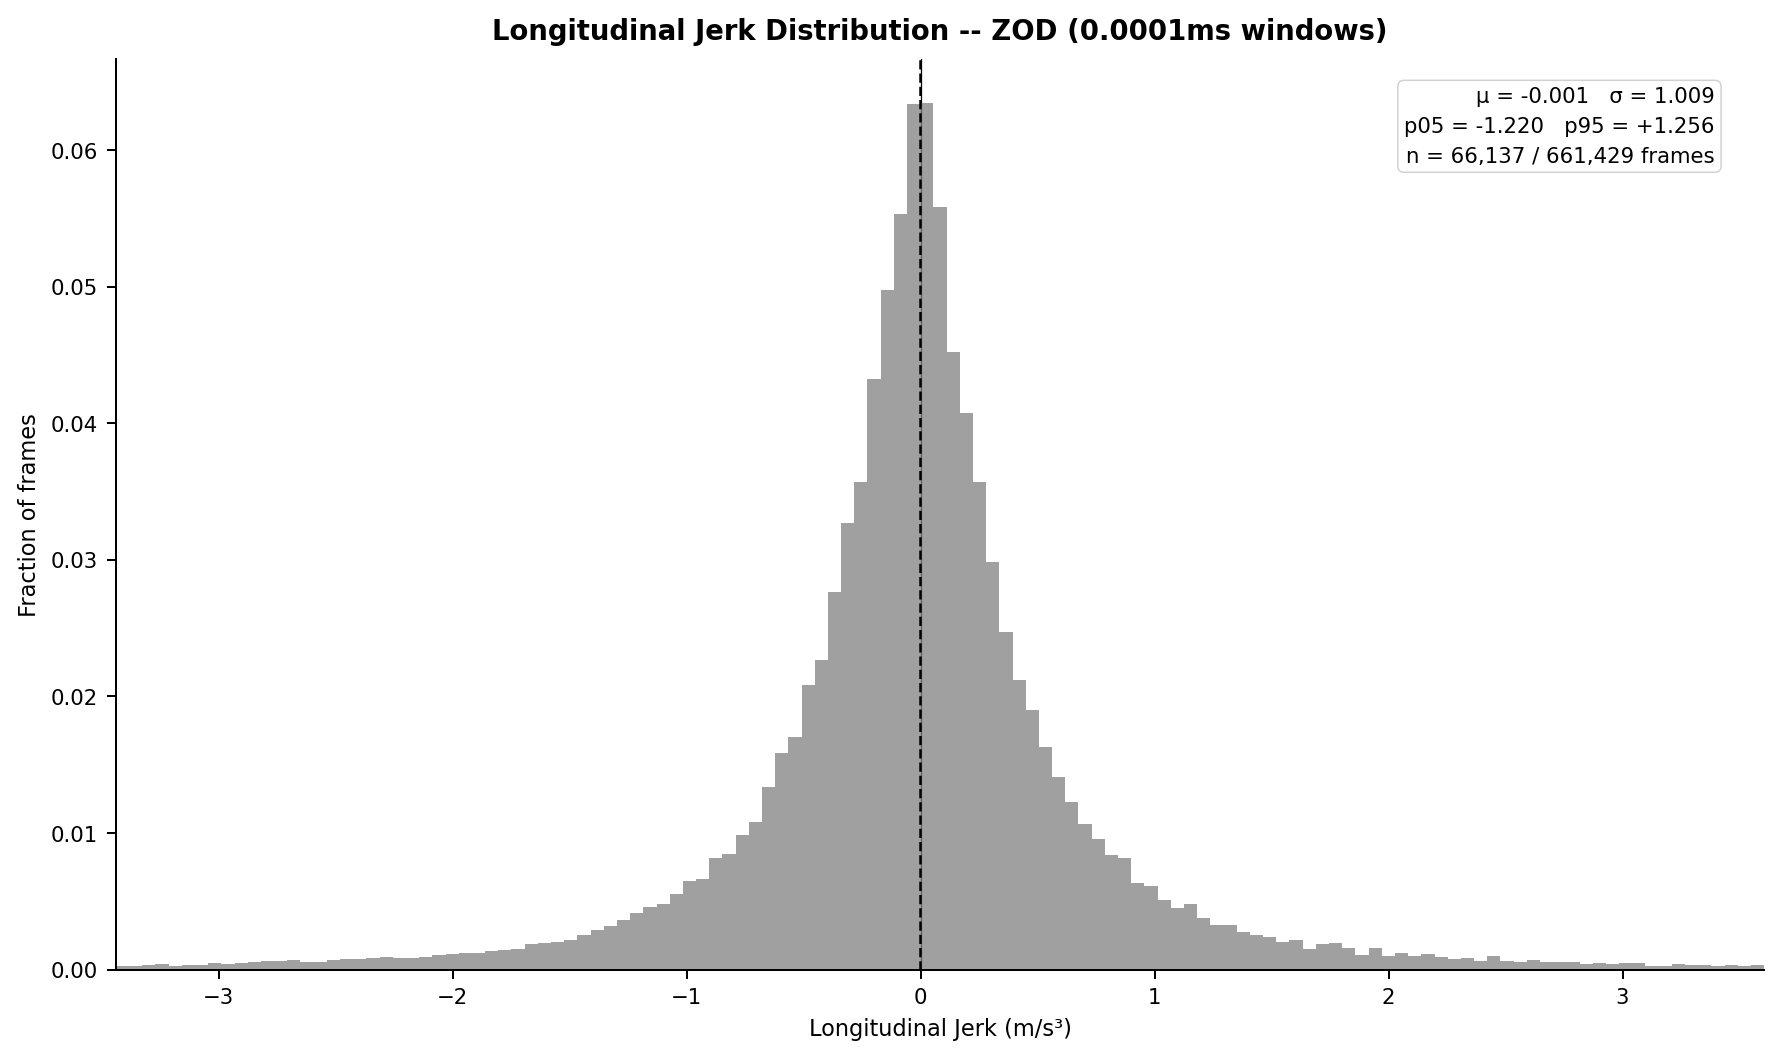 Longitudinal Jerk Distribution -- ZOD (0.0001ms windows)
μ = -0.001   σ = 1.009
p05 = -1.220   p95 = +1.256
n = 66,137 / 661,429 frames
Fraction of frames
0.06
0.05
0.04
0.03
0.02
0.01
0.00
−3 −2 −1 0 1 2 3
Longitudinal Jerk (m/s³)